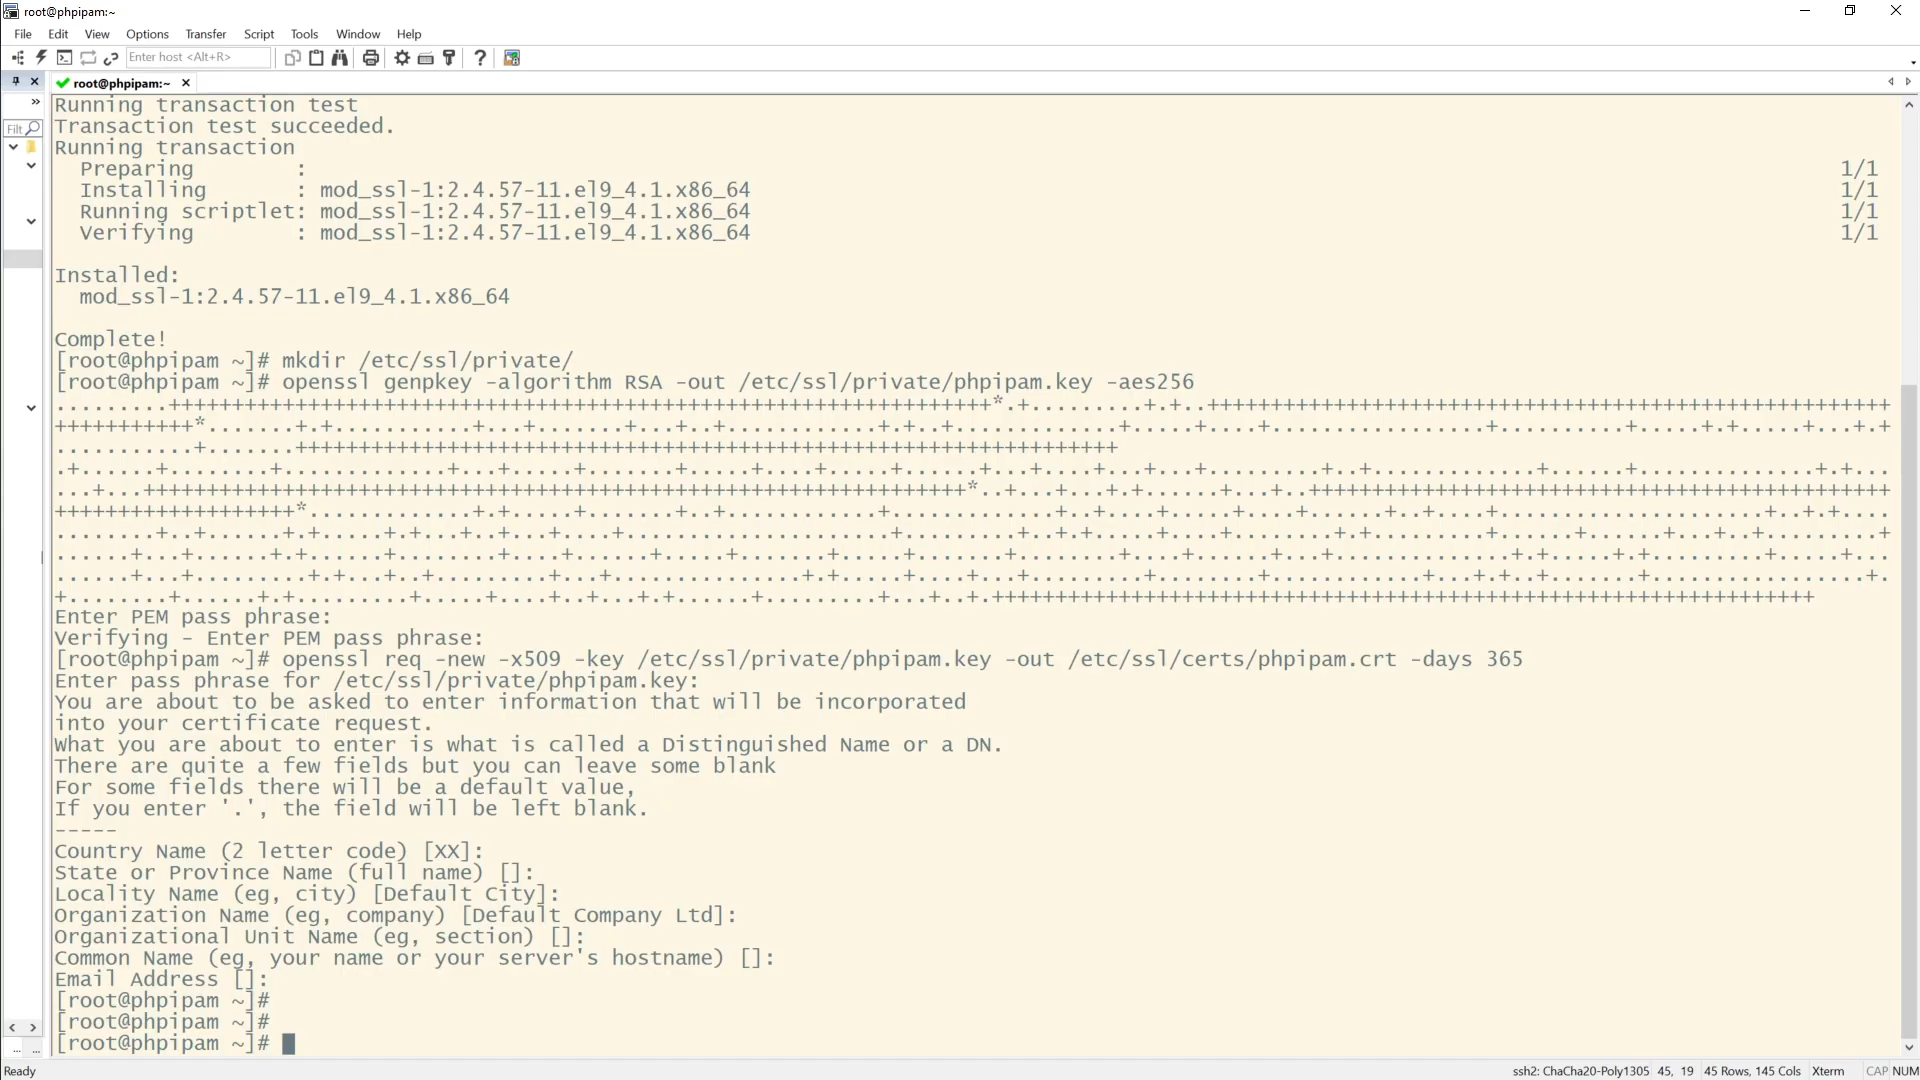 root@phpipam:~
File Edit View Options Transfer Script Tools Window Help
Enter host <Alt+R>
root@phpipam:~
Filt
Running transaction test
Transaction test succeeded.
Running transaction
  Preparing        :                                                        1/1
  Installing       : mod_ssl-1:2.4.57-11.el9_4.1.x86_64                     1/1
  Running scriptlet: mod_ssl-1:2.4.57-11.el9_4.1.x86_64                     1/1
  Verifying        : mod_ssl-1:2.4.57-11.el9_4.1.x86_64                     1/1
Installed:
  mod_ssl-1:2.4.57-11.el9_4.1.x86_64
Complete!
[root@phpipam ~]# mkdir /etc/ssl/private/
[root@phpipam ~]# openssl genpkey -algorithm RSA -out /etc/ssl/private/phpipam.key -aes256
Enter PEM pass phrase:
Verifying - Enter PEM pass phrase:
[root@phpipam ~]# openssl req -new -x509 -key /etc/ssl/private/phpipam.key -out /etc/ssl/certs/phpipam.crt -days 365
Enter pass phrase for /etc/ssl/private/phpipam.key:
You are about to be asked to enter information that will be incorporated
into your certificate request.
What you are about to enter is what is called a Distinguished Name or a DN.
There are quite a few fields but you can leave some blank
For some fields there will be a default value,
If you enter '.', the field will be left blank.
-----
Country Name (2 letter code) [XX]:
State or Province Name (full name) []:
Locality Name (eg, city) [Default City]:
Organization Name (eg, company) [Default Company Ltd]:
Organizational Unit Name (eg, section) []:
Common Name (eg, your name or your server's hostname) []:
Email Address []:
[root@phpipam ~]#
[root@phpipam ~]#
[root@phpipam ~]#
Ready
ssh2: ChaCha20-Poly1305 45, 19 45 Rows, 145 Cols Xterm CAP NUM